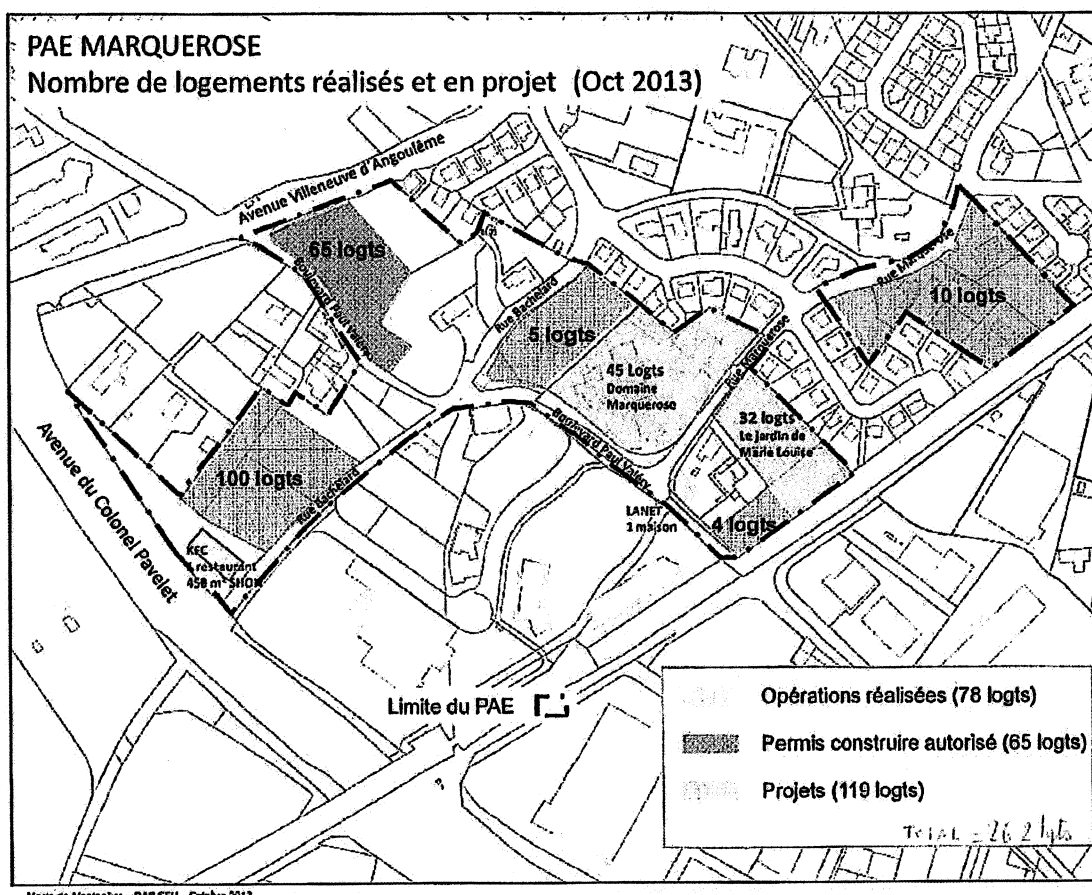 PAE MARQUEROSE
Nombre de logements réalisés et en projet (Oct 2013)
Avenue Villeneuve d'Angoulême
65 logts
Boulevard Paul Valéry
Rue Bachelard
5 logts
45 Logts
Domaine
Marquerose
Rue Marquerose
Rue Marquerose
10 logts
32 logts
Le Jardin de
Marie Louise
100 logts
Rue Bachelard
Boulevard Paul Valéry
LANET
1 maison
4 logts
Avenue du Colonel Pavelet
KFC
1 restaurant
450 m² SHON
Limite du PAE
Opérations réalisées (78 logts)
Permis construire autorisé (65 logts)
Projets (119 logts)
Total = 262 lgts
Octobre 2013